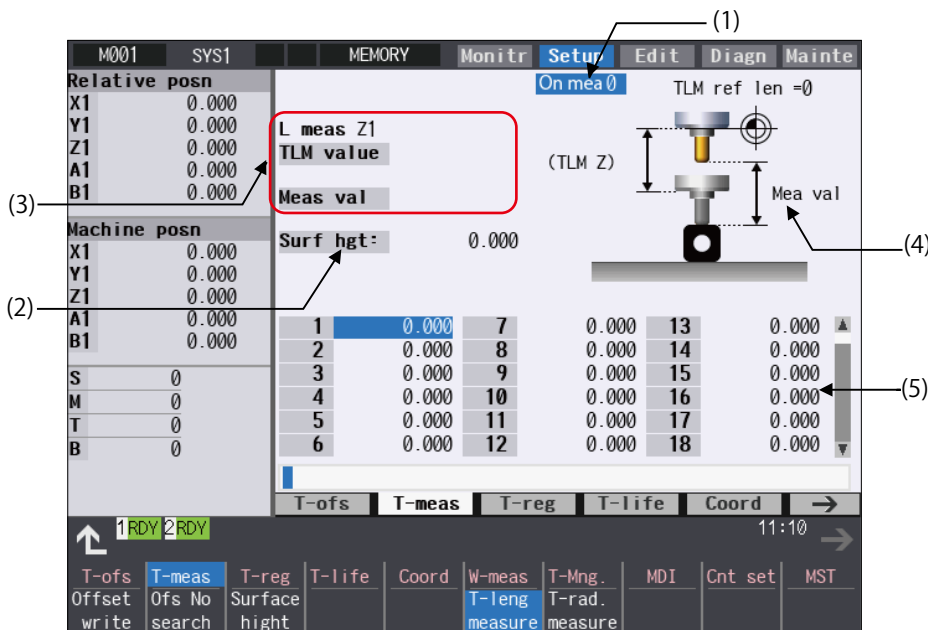 (1)
M001 SYS1 MEMORY Monitr Setup Edit Diagn Mainte
Relative posn
X1 0.000
Y1 0.000
Z1 0.000
A1 0.000
B1 0.000
Machine posn
X1 0.000
Y1 0.000
Z1 0.000
A1 0.000
B1 0.000
S 0
M 0
T 0
B 0
On mea 0
TLM ref len =0
L meas Z1
TLM value
Meas val
(TLM Z)
Mea val
(3)
(4)
Surf hgt: 0.000
(2)
1 0.000 7 0.000 13 0.000
2 0.000 8 0.000 14 0.000
3 0.000 9 0.000 15 0.000
4 0.000 10 0.000 16 0.000
5 0.000 11 0.000 17 0.000
6 0.000 12 0.000 18 0.000
(5)
T-ofs T-meas T-reg T-life Coord →
1 RDY 2 RDY 11:10
T-ofs T-meas T-reg T-life Coord W-meas T-Mng. MDI Cnt set MST
Offset Ofs No Surface T-leng T-rad.
write search hight measure measure